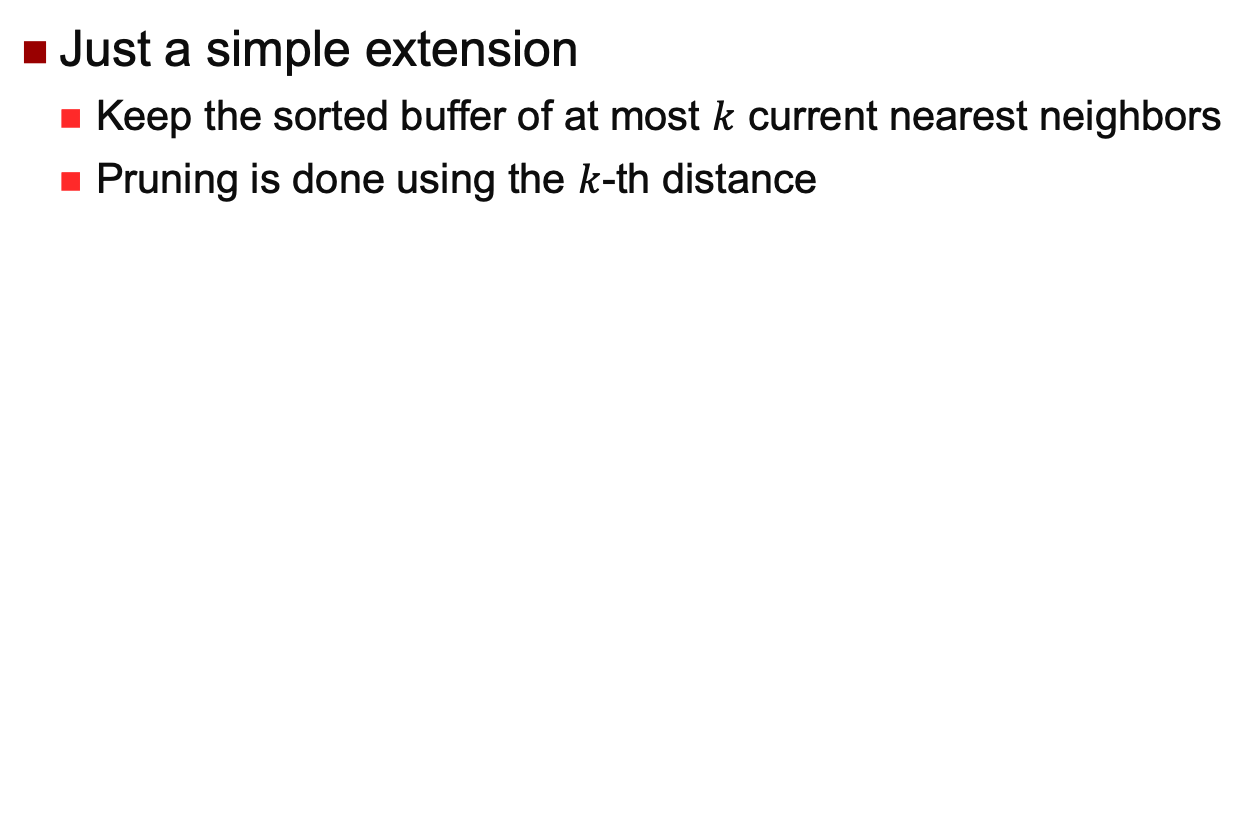 Just a simple extension
Keep the sorted buffer of at most k current nearest neighbors
Pruning is done using the k-th distance